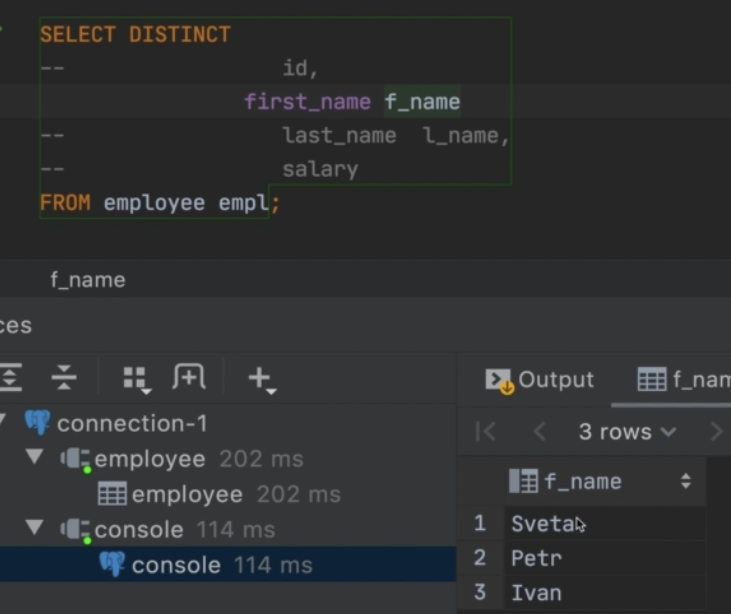 SELECT DISTINCT
-- id,
first_name f_name
-- last_name l_name,
-- salary
FROM employee empl;
f_name
ces
Output
f_nam
connection-1
3 rows
employee 202 ms
f_name
employee 202 ms
1 Sveta
console 114 ms
2 Petr
console 114 ms
3 Ivan